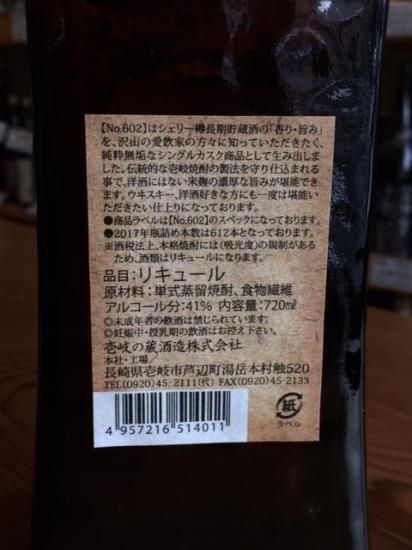 【No.602】はシェリー樽長期貯蔵酒の「香り・旨み」
を、沢山の愛飲家の方々に知っていただきたく、
純粋無垢なシングルカスク商品として生み出しま
した。伝統的な壱岐焼酎の製法を守り仕込まれる
事で、洋酒にはない米麹の濃厚な旨みが堪能でき
ます。ウヰスキー、洋酒好きな方にも一度は堪能い
ただきたい仕上りになっております。
●商品ラベルは【No.602】のスペックになっております。
●2017年瓶詰め本数は612本となっております。
※酒税法上、本格焼酎には〈吸光度〉の規制がある
ため、酒類はリキュールになります。
品目:リキュール
原材料:単式蒸留焼酎、食物繊維
アルコール分:41% 内容量:720㎖
◎未成年者の飲酒は禁じられています。
◎妊娠中・授乳期の飲酒はお控え下さい。
壱岐の蔵酒造株式会社
本社・工場/
長崎県壱岐市芦辺町湯岳本村触520
TEL(0920)45-2111(代) FAX(0920)45-2133
4 957216 514011
紙
ラベル